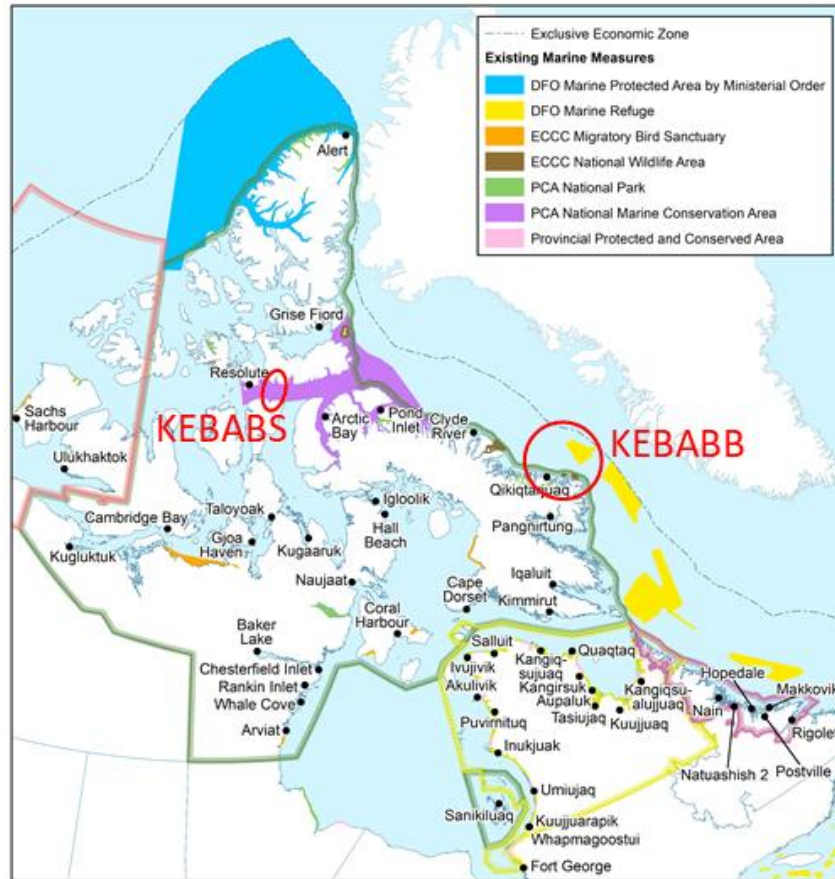 Exclusive Economic Zone
Existing Marine Measures
DFO Marine Protected Area by Ministerial Order
DFO Marine Refuge
ECCC Migratory Bird Sanctuary
ECCC National Wildlife Area
PCA National Park
PCA National Marine Conservation Area
Provincial Protected and Conserved Area
Alert
Grise Fiord
Resolute
KEBABS
Arctic
Bay
Pond
Inlet
Clyde
River
KEBABB
Sachs
Harbour
Ulukhaktok
Qikiqtarjuaq
Pangnirtung
Cambridge Bay
Taloyoak
Igloolik
Hall
Beach
Kugluktuk
Gjoa
Haven
Kugaaruk
Naujaat
Iqaluit
Cape
Dorset
Kimmirut
Baker
Lake
Coral
Harbour
Chesterfield Inlet
Rankin Inlet
Whale Cove
Arviat
Salluit
Ivujivik
Akulivik
Puvirnituq
Kangiq-
sujuaq
Quaqtaq
Kangirsuk
Aupaluk
Tasiujaq
Kuujjuaq
Kangiqsu-
alujjuaq
Hopedale
Makkovik
Nain
Rigolet
Natuashish 2
Postville
Inukjuak
Umiujaq
Sanikiluaq
Kuujjuarapik
Whapmagoostui
Fort George